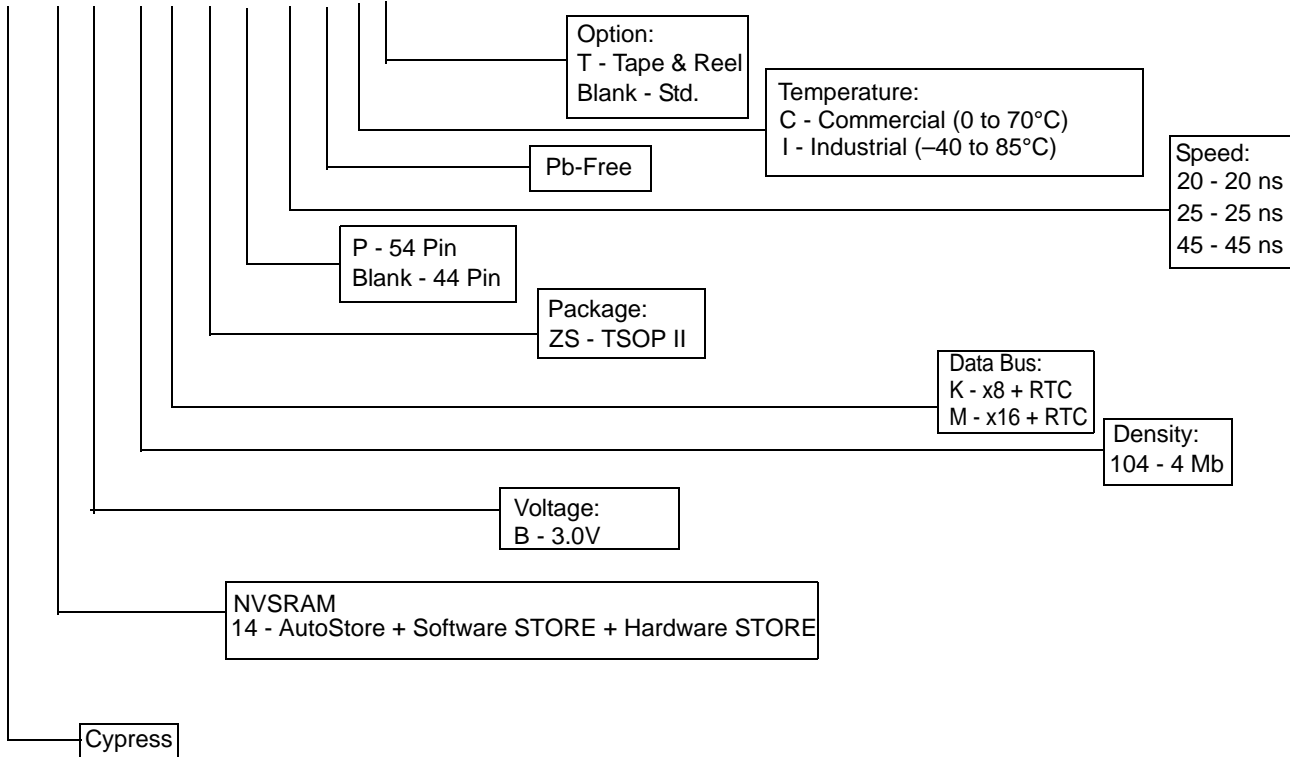 Option:
T - Tape & Reel
Blank - Std.
Temperature:
C - Commercial (0 to 70°C)
I - Industrial (–40 to 85°C)
Speed:
20 - 20 ns
25 - 25 ns
45 - 45 ns
Pb-Free
P - 54 Pin
Blank - 44 Pin
Package:
ZS - TSOP II
Data Bus:
K - x8 + RTC
M - x16 + RTC
Density:
104 - 4 Mb
Voltage:
B - 3.0V
NVSRAM
14 - AutoStore + Software STORE + Hardware STORE
Cypress